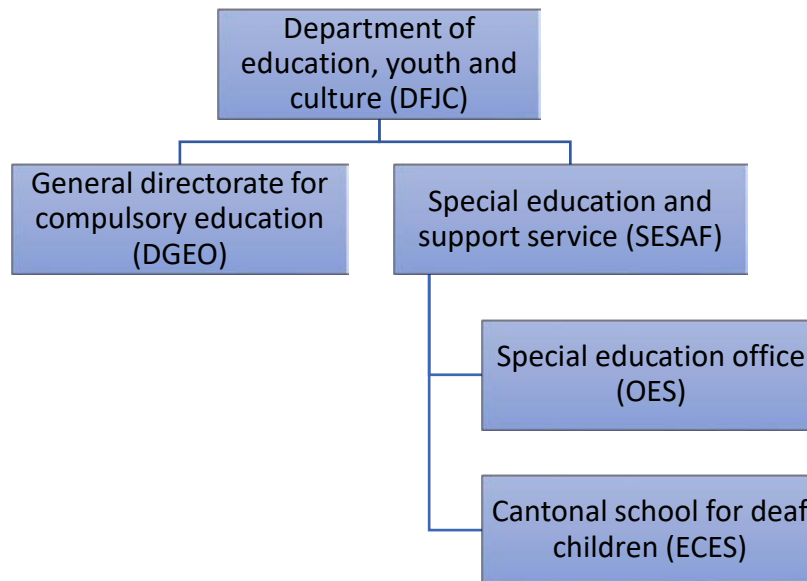 Department of
education, youth and
culture (DFJC)
General directorate for
compulsory education
(DGEO)
Special education and
support service (SESAF)
Special education office
(OES)
Cantonal school for deaf
children (ECES)